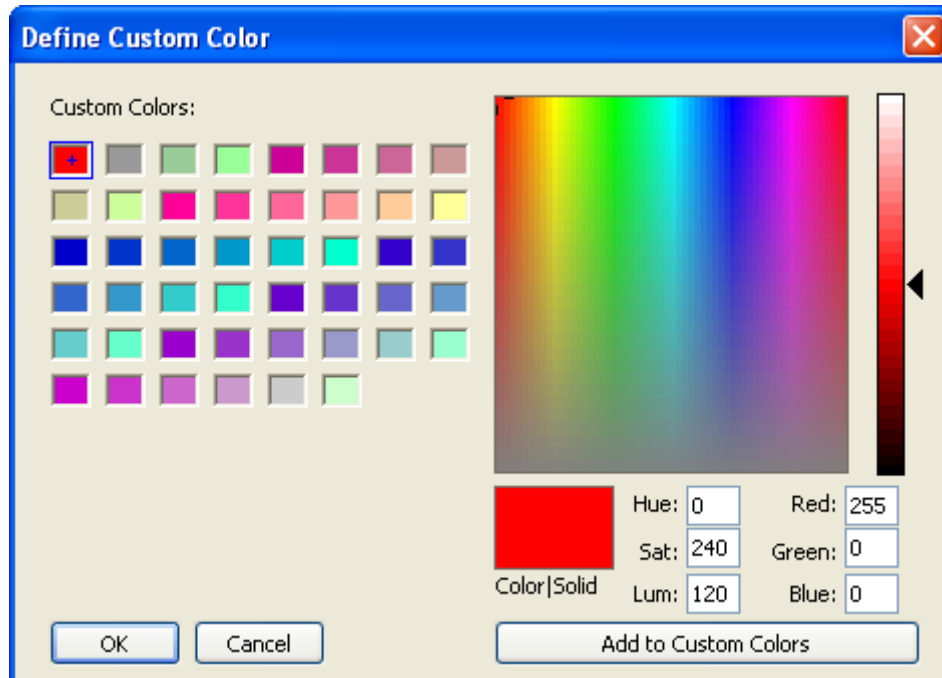 Define Custom Color
Custom Colors:
Hue: 0 Red: 255
Sat: 240 Green: 0
Color|Solid Lum: 120 Blue: 0
OK Cancel Add to Custom Colors